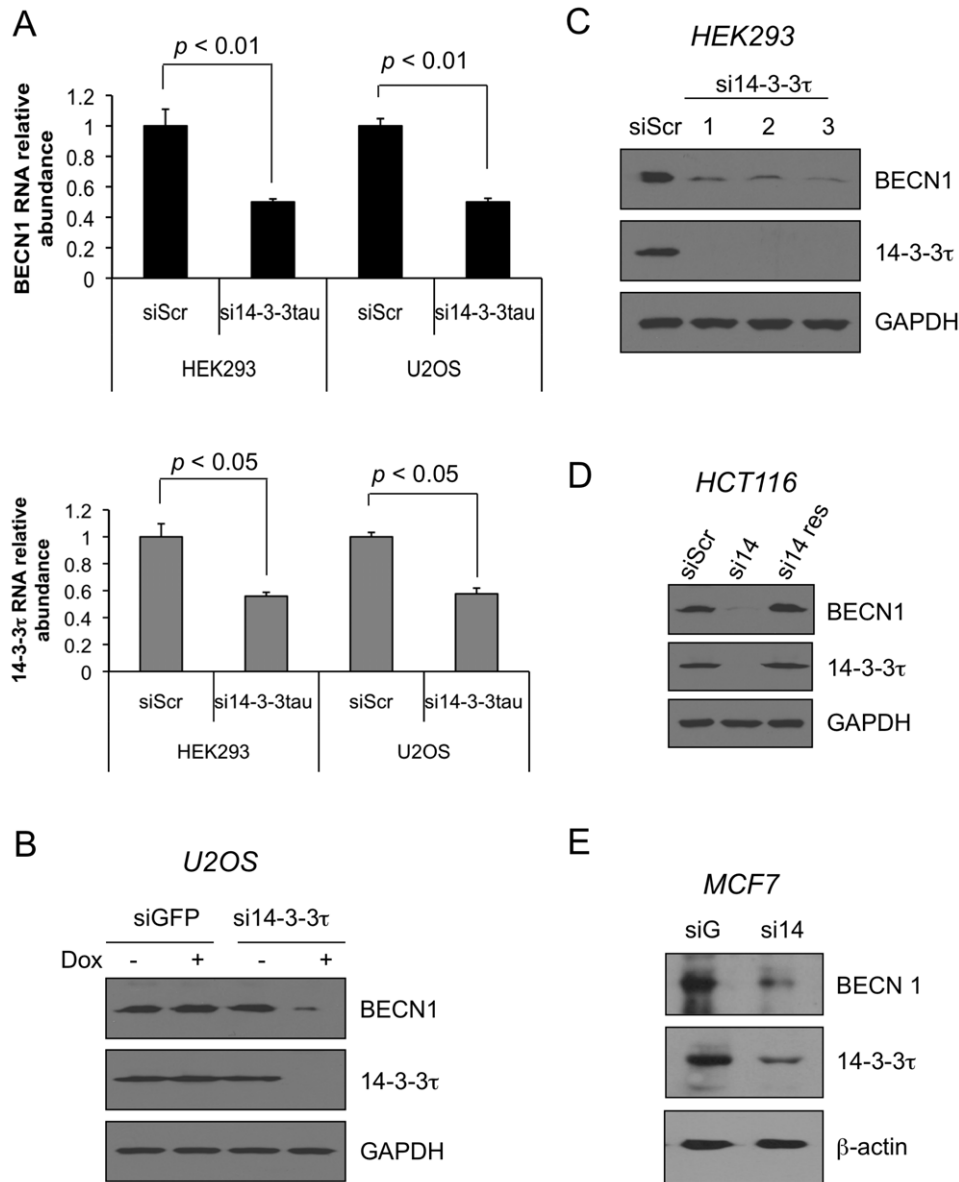 A
p < 0.01
p < 0.01
BECN1 RNA relative
abundance
1.2
1
0.8
0.6
0.4
0.2
0
siScr
si14-3-3tau
siScr
si14-3-3tau
HEK293
U2OS
p < 0.05
p < 0.05
14-3-3τ RNA relative
abundance
1.2
1
0.8
0.6
0.4
0.2
0
siScr
si14-3-3tau
siScr
si14-3-3tau
HEK293
U2OS
B
U2OS
siGFP si14-3-3τ
Dox - + - +
BECN1
14-3-3τ
GAPDH
C
HEK293
si14-3-3τ
siScr 1 2 3
BECN1
14-3-3τ
GAPDH
D
HCT116
siScr si14 si14 res
BECN1
14-3-3τ
GAPDH
E
MCF7
siG si14
BECN 1
14-3-3τ
β-actin